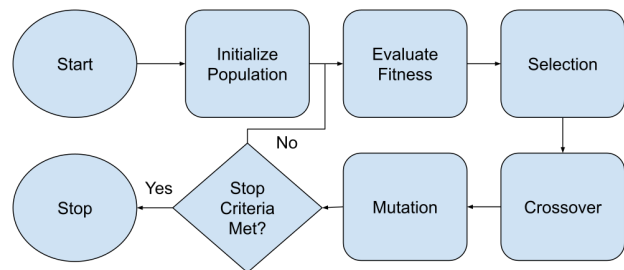 Start
Initialize
Population
Evaluate
Fitness
Selection
No
Yes
Stop
Stop
Criteria
Met?
Mutation
Crossover